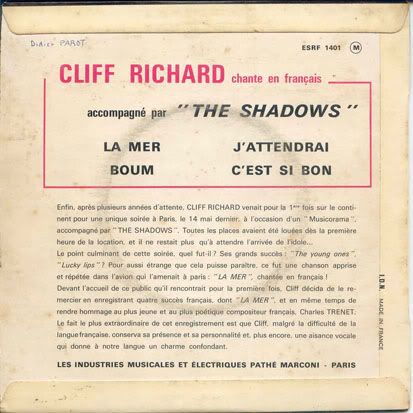 Didier PAROT
ESRF 1401 M
CLIFF RICHARD chante en français
accompagné par "THE SHADOWS"
LA MER J'ATTENDRAI
BOUM C'EST SI BON
Enfin, après plusieurs années d'attente, CLIFF RICHARD venait pour la 1ère fois sur le conti-
nent pour une unique soirée à Paris, le 14 mai dernier, à l'occasion d'un "Musicorama",
accompagné par "THE SHADOWS". Toutes les places avaient été louées dès la première
heure de la location, et il ne restait plus qu'à attendre l'arrivée de l'idole...
Le point culminant de cette soirée, quel fut-il ? Ses grands succès : "The young ones",
"Lucky lips" ? Pour aussi étrange que cela puisse paraître, ce fut une chanson apprise
et répétée dans l'avion qui l'amenait à paris : "LA MER", chantée en français !
Devant l'accueil de ce public qu'il rencontrait pour la première fois, Cliff décida de le re-
mercier en enregistrant quatre succès français, dont "LA MER", et en même temps de
rendre hommage au plus jeune et au plus poétique compositeur français, Charles TRENET.
Le fait le plus extraordinaire de cet enregistrement est que Cliff, malgré la difficulté de la
langue française, conserva sa présence et sa personnalité et, plus encore, une aisance vocale
qui donne à notre langue un charme confondant.
LES INDUSTRIES MUSICALES ET ÉLECTRIQUES PATHÉ MARCONI - PARIS
I.D.N. MADE IN FRANCE